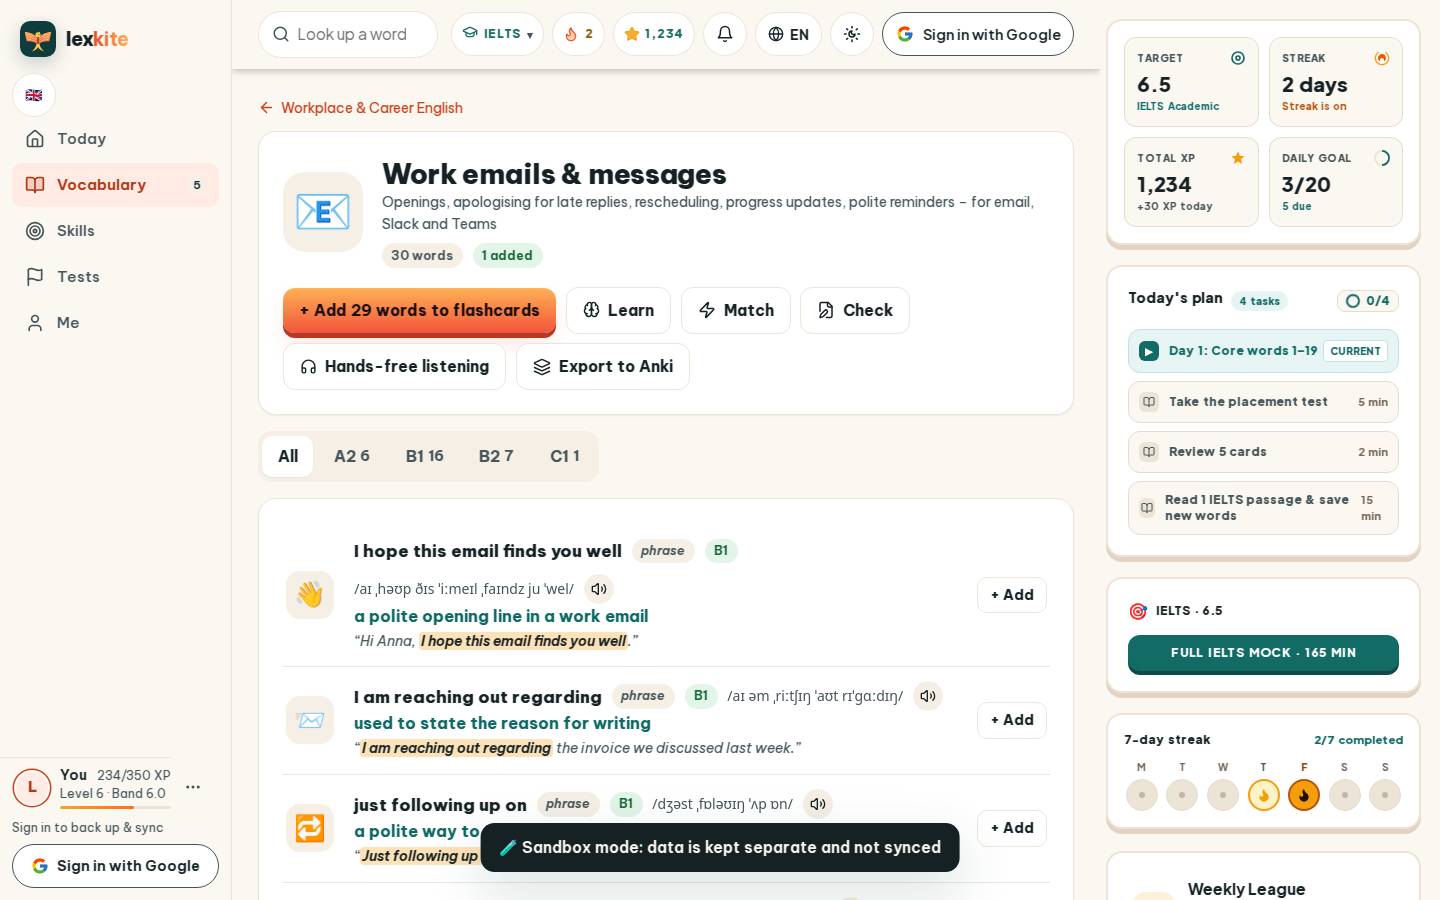 lexkite
Today
Vocabulary 5
Skills
Tests
Me
You 234/350 XP
Level 6 · Band 6.0
Sign in to back up & sync
Sign in with Google
Look up a word
IELTS ▾
2
1,234
EN
Sign in with Google
← Workplace & Career English
Work emails & messages
Openings, apologising for late replies, rescheduling, progress updates, polite reminders – for email,
Slack and Teams
30 words 1 added
+ Add 29 words to flashcards
Learn
Match
Check
Hands-free listening
Export to Anki
All
A2 6
B1 16
B2 7
C1 1
I hope this email finds you well phrase B1
/aɪ ˌhəʊp ðɪs ˈiːmeɪl ˌfaɪndz ju ˈwel/
a polite opening line in a work email
“Hi Anna, I hope this email finds you well.”
+ Add
I am reaching out regarding phrase B1 /aɪ əm ˌriːtʃɪŋ ˈaʊt rɪˈɡɑːdɪŋ/
used to state the reason for writing
“I am reaching out regarding the invoice we discussed last week.”
+ Add
just following up on phrase B1 /dʒəst ˌfɒləʊɪŋ ˈʌp ɒn/
a polite way to
“Just following up
+ Add
🧪 Sandbox mode: data is kept separate and not synced
TARGET
6.5
IELTS Academic
STREAK
2 days
Streak is on
TOTAL XP
1,234
+30 XP today
DAILY GOAL
3/20
5 due
Today's plan 4 tasks 0/4
Day 1: Core words 1–19 CURRENT
Take the placement test 5 min
Review 5 cards 2 min
Read 1 IELTS passage & save 15
new words min
IELTS · 6.5
FULL IELTS MOCK · 165 MIN
7-day streak 2/7 completed
M T W T F S S
Weekly League